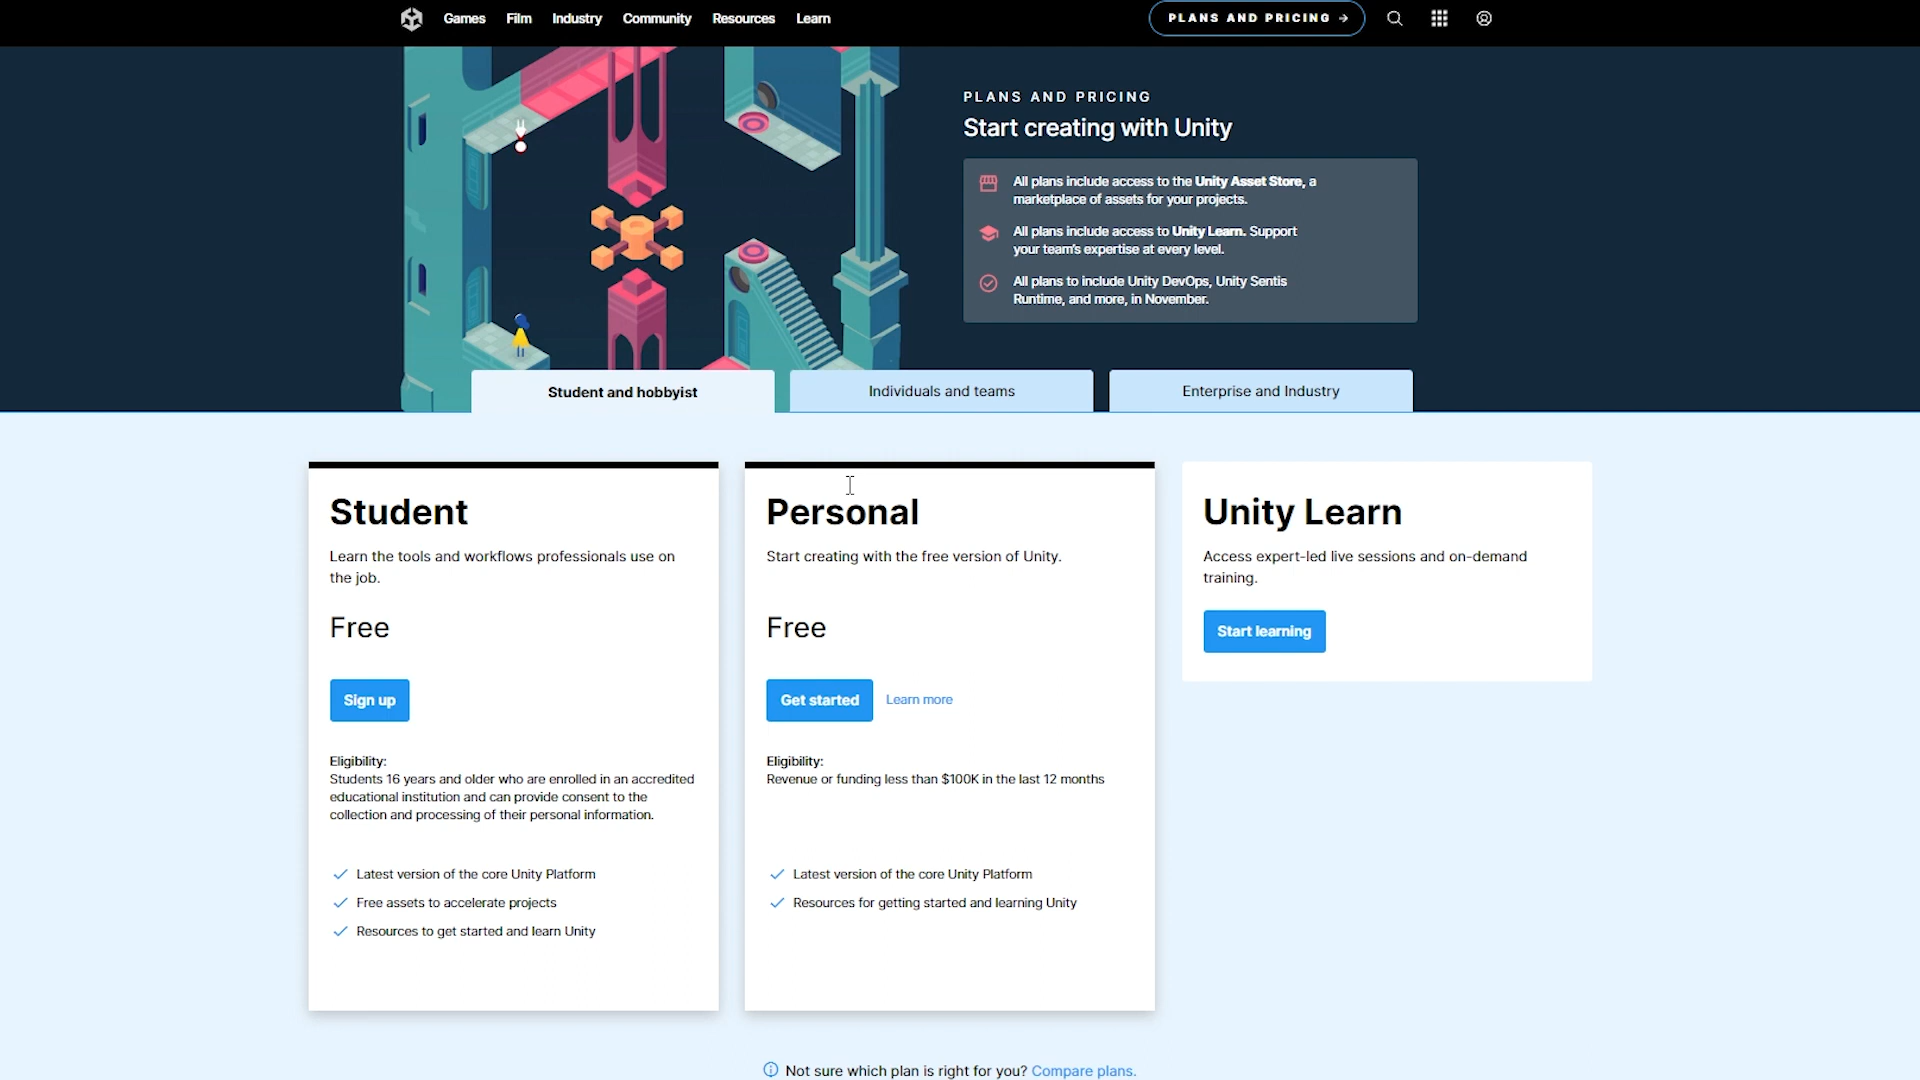 Games Film Industry Community Resources Learn
PLANS AND PRICING →
PLANS AND PRICING
Start creating with Unity
All plans include access to the Unity Asset Store, a
marketplace of assets for your projects.
All plans include access to Unity Learn. Support
your team's expertise at every level.
All plans to include Unity DevOps, Unity Sentis
Runtime, and more, in November.
Student and hobbyist
Individuals and teams
Enterprise and Industry
Student
Learn the tools and workflows professionals use on
the job.
Free
Sign up
Eligibility:
Students 16 years and older who are enrolled in an accredited
educational institution and can provide consent to the
collection and processing of their personal information.
Latest version of the core Unity Platform
Free assets to accelerate projects
Resources to get started and learn Unity
Personal
Start creating with the free version of Unity.
Free
Get started Learn more
Eligibility:
Revenue or funding less than $100K in the last 12 months
Latest version of the core Unity Platform
Resources for getting started and learning Unity
Unity Learn
Access expert-led live sessions and on-demand
training.
Start learning
Not sure which plan is right for you? Compare plans.